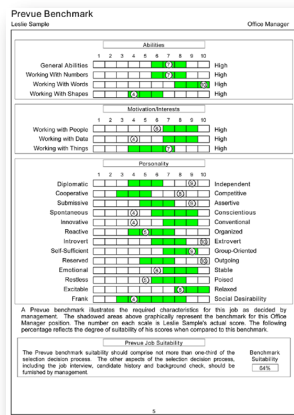 Prevue Benchmark
Leslie Sample Office Manager
Abilities
1 2 3 4 5 6 7 8 9 10
General Abilities 7 High
Working With Numbers 7 High
Working With Words 10 High
Working With Shapes 4 High
Motivation/Interests
1 2 3 4 5 6 7 8 9 10
Working with People 6 High
Working with Data 4 High
Working with Things 7 High
Personality
1 2 3 4 5 6 7 8 9 10
Diplomatic 9 Independent
Cooperative 8 Competitive
Submissive 9 Assertive
Spontaneous 4 Conscientious
Innovative 4 Conventional
Reactive 5 Organized
Introvert 10 Extrovert
Self-Sufficient 9 Group-Oriented
Reserved 10 Outgoing
Emotional 6 Stable
Restless 5 Poised
Excitable 8 Relaxed
Frank 4 Social Desirability
A Prevue benchmark illustrates the required characteristics for this job as decided by
management. The shadowed areas above graphically represent the benchmark for this Office
Manager position. The number on each scale is Leslie Sample's actual score. The following
percentage reflects the degree of suitability of his scores when compared to this benchmark.
Prevue Job Suitability
The Prevue benchmark suitability should comprise not more than one-third of the
selection decision process. The other aspects of the selection decision process,
including the job interview, candidate history and background check, should be
furnished by management.
Benchmark
Suitability
64%
5